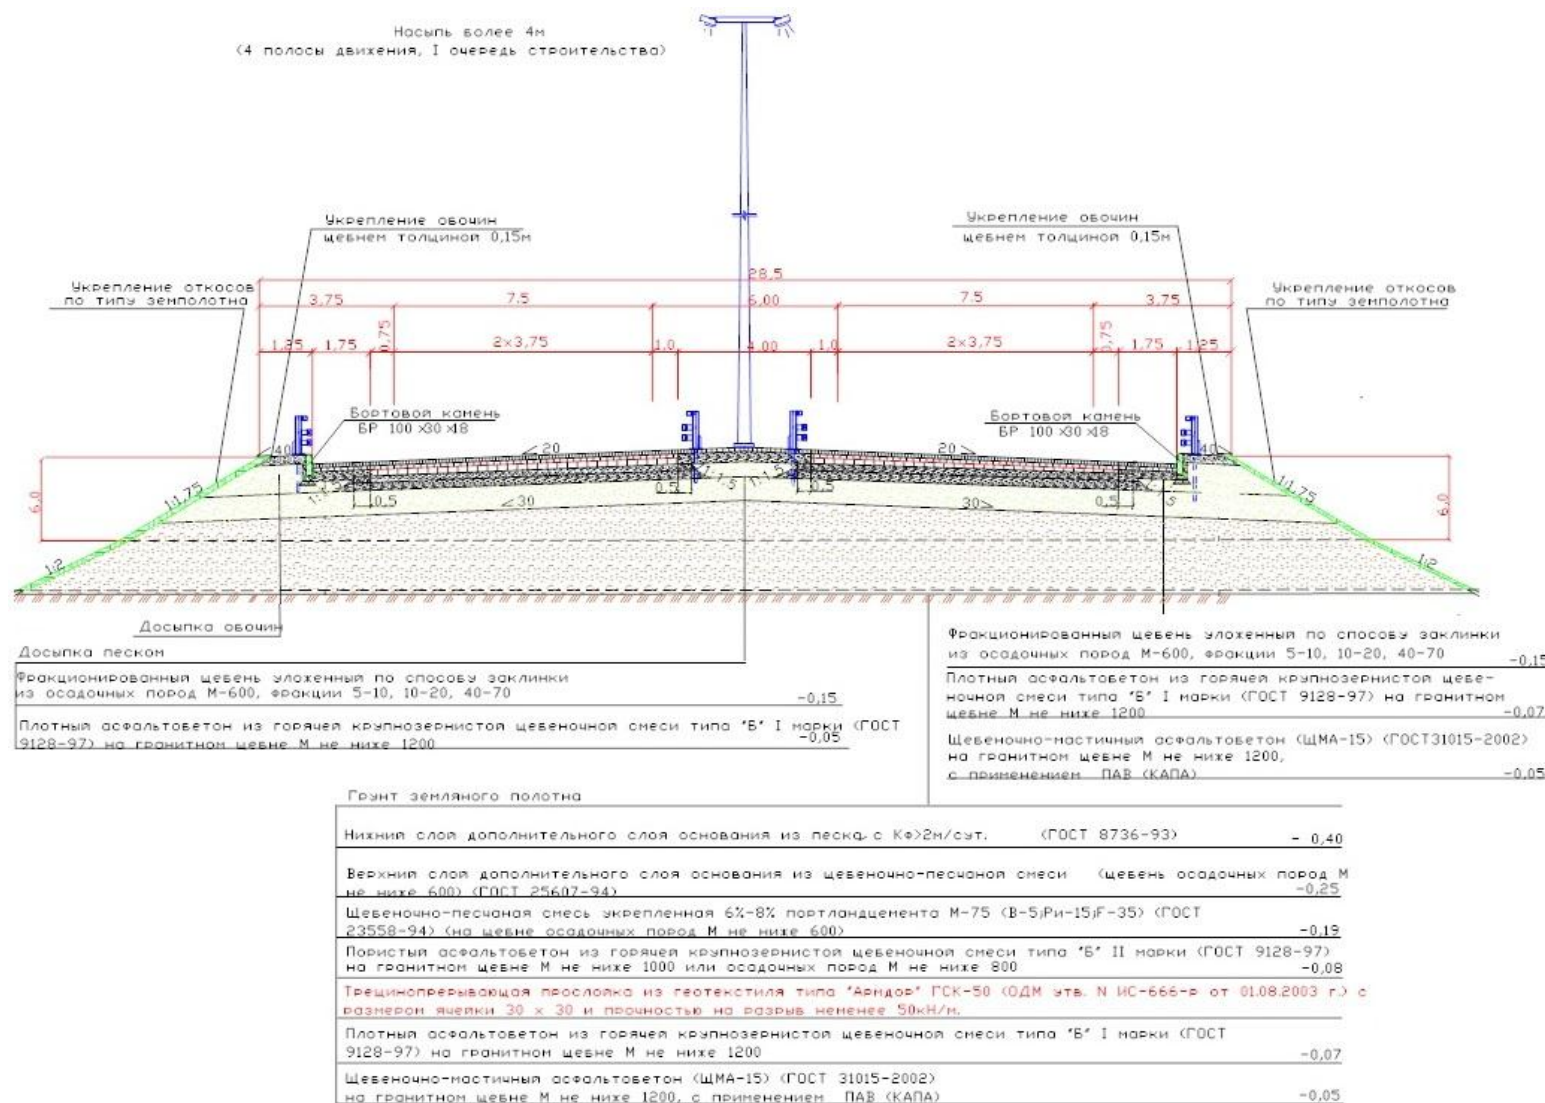 Насыпь более 4м
(4 полосы движения, I очередь строительства)
Укрепление обочин
щебнем толщиной 0,15м
Укрепление обочин
щебнем толщиной 0,15м
Укрепление откосов
по типу земполотна
Укрепление откосов
по типу земполотна
28,5
3,75 7.5 6,00 7.5 3,75
0,75 0,75
1,25 1,75 2×3,75 1,0 4,00 1,0 2×3,75 1,75 1,25
Бортовой камень
БР 100х30х18
Бортовой камень
БР 100х30х18
40 20 20 40
1:1,75 1:1,5 1:1,5 1:1,75
0,5 0,5 0,5 0,5
30 30
6,0 6,0
1:2 1:2
Досыпка обочин
Досыпка песком
Фракционированный щебень уложенный по способу заклинки
из осадочных пород М-600, фракции 5-10, 10-20, 40-70 -0,15
Плотный асфальтобетон из горячей крупнозернистой щебеночной смеси типа "Б" I марки (ГОСТ
9128-97) на гранитном щебне М не ниже 1200 -0,05
Фракционированный щебень уложенный по способу заклинки
из осадочных пород М-600, фракции 5-10, 10-20, 40-70 -0,15
Плотный асфальтобетон из горячей крупнозернистой щебе-
ночной смеси типа "Б" I марки (ГОСТ 9128-97) на гранитном
щебне М не ниже 1200 -0,07
Щебеночно-мастичный асфальтобетон (ЩМА-15) (ГОСТ31015-2002)
на гранитном щебне М не ниже 1200,
с применением ПАВ (КАПА) -0,05
Грунт земляного полотна
Нижний слой дополнительного слоя основания из песка, с Кф>2м/сут. (ГОСТ 8736-93) - 0,40
Верхний слой дополнительного слоя основания из щебеночно-песчаной смеси (щебень осадочных пород М
не ниже 600) (ГОСТ 25607-94) -0,25
Щебеночно-песчаная смесь укрепленная 6%-8% портландцемента М-75 (В-5;Ри-15;F-35) (ГОСТ
23558-94) (на щебне осадочных пород М не ниже 600) -0,19
Пористый асфальтобетон из горячей крупнозернистой щебеночной смеси типа "Б" II марки (ГОСТ 9128-97)
на гранитном щебне М не ниже 1000 или осадочных пород М не ниже 800 -0,08
Трещинопрерывающая прослойка из геотекстиля типа "Армдор" ГСК-50 (ОДМ утв. N ИС-666-р от 01.08.2003 г.) с
размером ячейки 30 х 30 и прочностью на разрыв неменее 50кН/м.
Плотный асфальтобетон из горячей крупнозернистой щебеночной смеси типа "Б" I марки (ГОСТ
9128-97) на гранитном щебне М не ниже 1200 -0,07
Щебеночно-мастичный асфальтобетон (ЩМА-15) (ГОСТ 31015-2002)
на гранитном щебне М не ниже 1200, с применением ПАВ (КАПА) -0,05